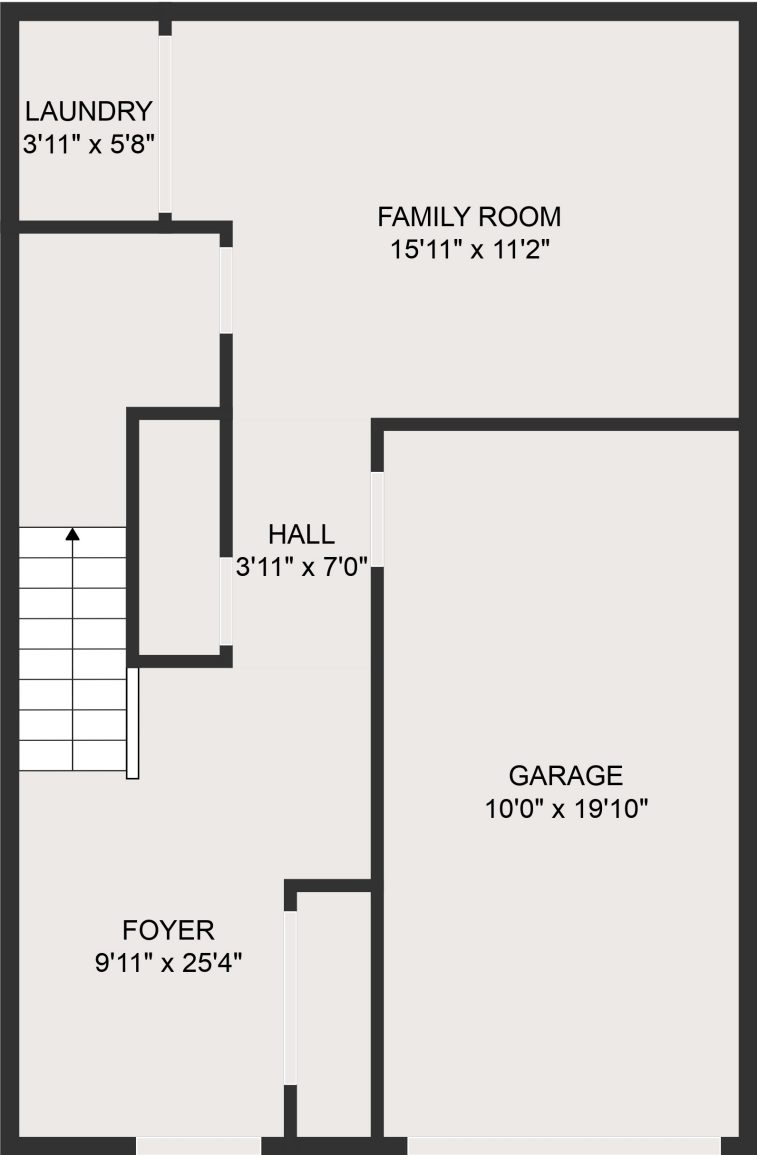 LAUNDRY
3'11" x 5'8"
FAMILY ROOM
15'11" x 11'2"
HALL
3'11" x 7'0"
GARAGE
10'0" x 19'10"
FOYER
9'11" x 25'4"